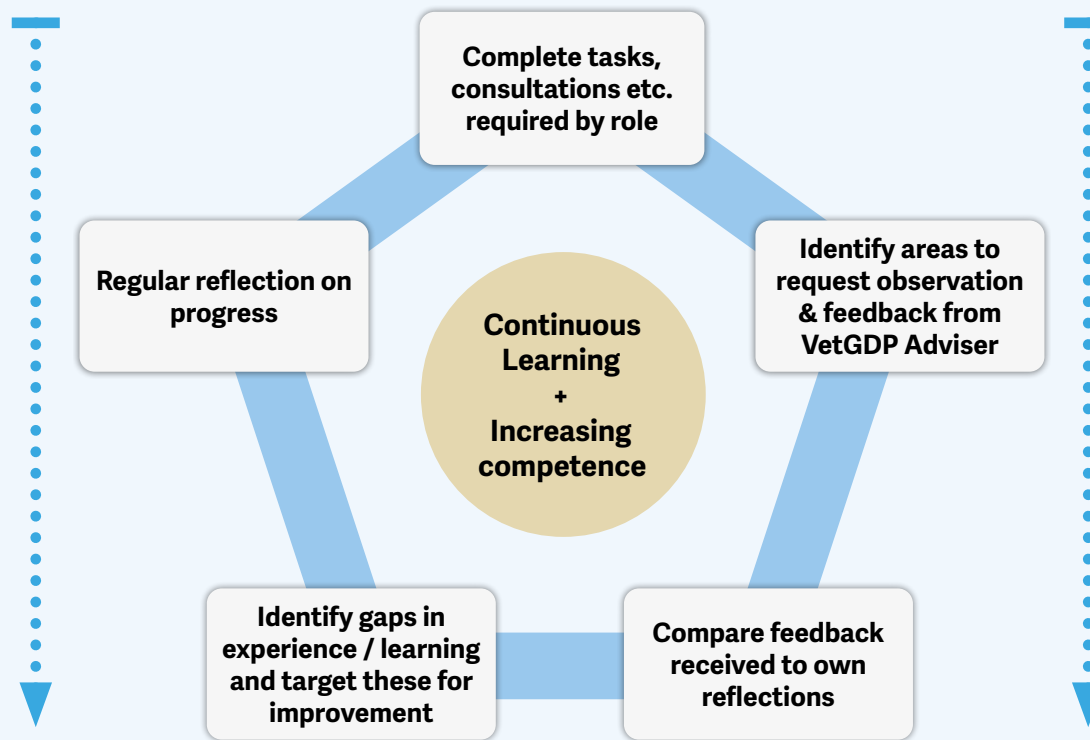 Complete tasks,
consultations etc.
required by role
Identify areas to
request observation
& feedback from
VetGDP Adviser
Compare feedback
received to own
reflections
Identify gaps in
experience / learning
and target these for
improvement
Regular reflection on
progress
Continuous
Learning
+
Increasing
competence